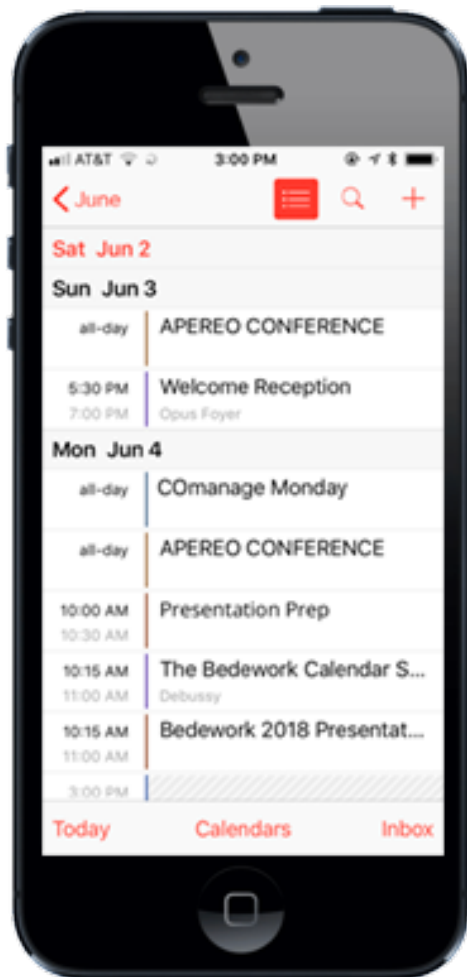 AT&T 3:00 PM
June
Sat Jun 2
Sun Jun 3
all-day APEREO CONFERENCE
5:30 PM Welcome Reception
7:00 PM Opus Foyer
Mon Jun 4
all-day COmanage Monday
all-day APEREO CONFERENCE
10:00 AM Presentation Prep
10:30 AM
10:15 AM The Bedework Calendar S...
11:00 AM Debussy
10:15 AM Bedework 2018 Presentat...
11:00 AM
3:00 PM
Today Calendars Inbox